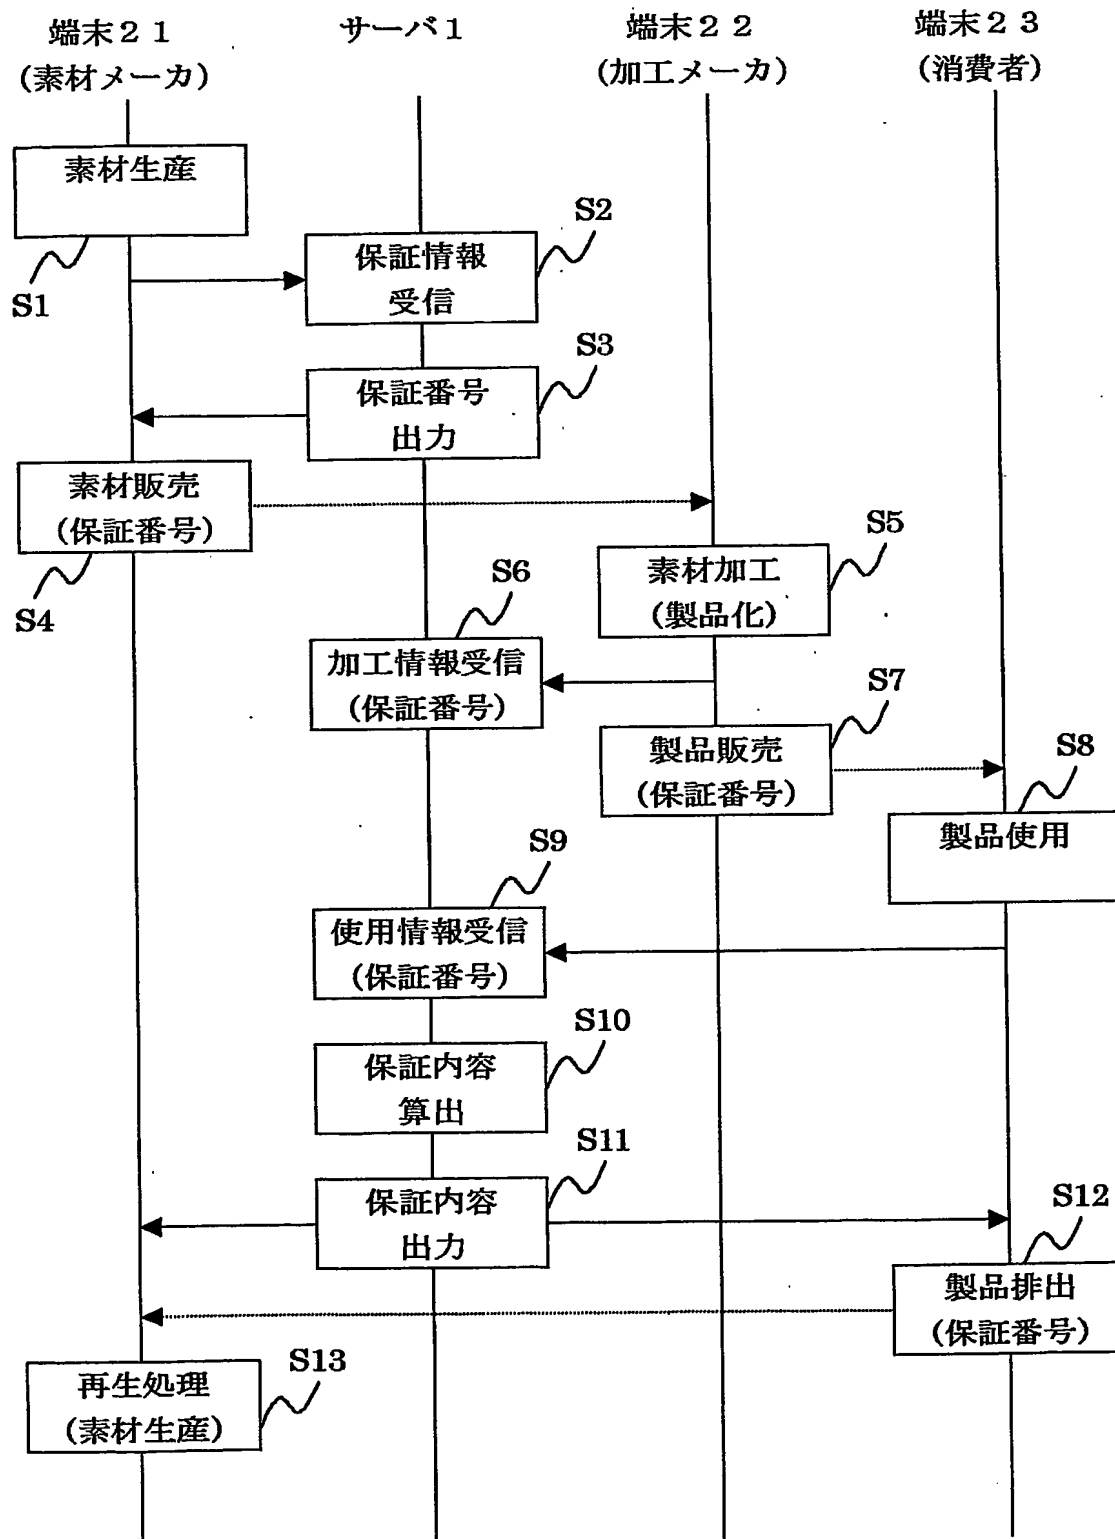 端末２１
(素材メーカ)
サーバ１
端末２２
(加工メーカ)
端末２３
(消費者)
素材生産
S1
S2
保証情報
受信
S3
保証番号
出力
素材販売
(保証番号)
S4
S5
素材加工
(製品化)
S6
加工情報受信
(保証番号)
S7
製品販売
(保証番号)
S8
製品使用
S9
使用情報受信
(保証番号)
S10
保証内容
算出
S11
保証内容
出力
S12
製品排出
(保証番号)
S13
再生処理
(素材生産)